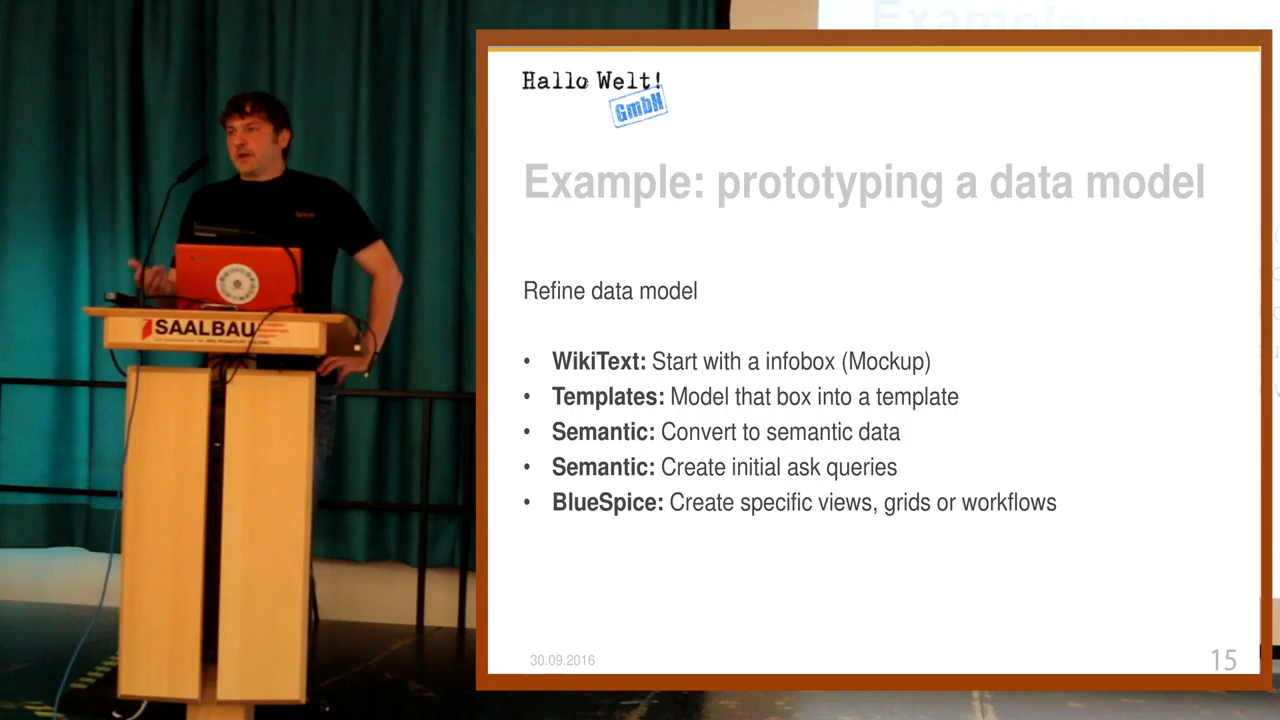 Hallo Welt!
GmbH
Example: prototyping a data model
Refine data model
• WikiText: Start with a infobox (Mockup)
• Templates: Model that box into a template
• Semantic: Convert to semantic data
• Semantic: Create initial ask queries
• BlueSpice: Create specific views, grids or workflows
30.09.2016
15
SAALBAU